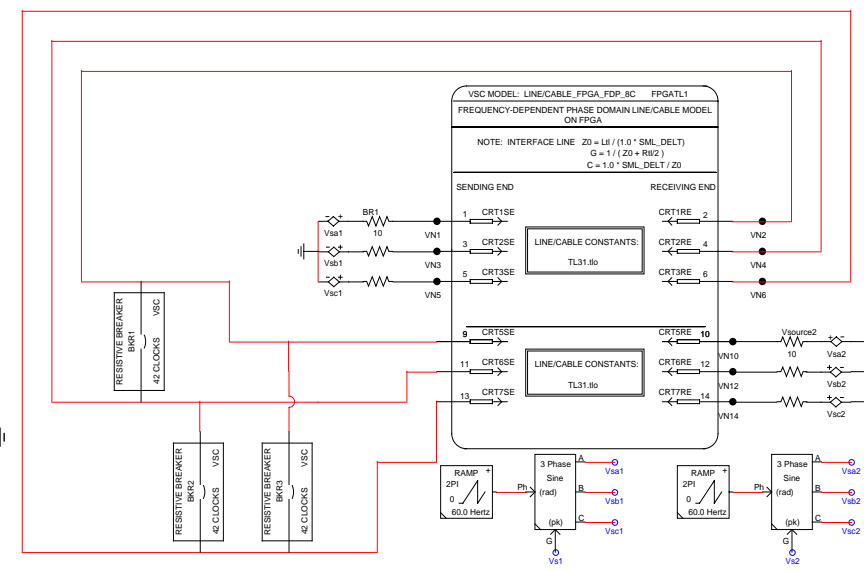 VSC MODEL: LINE/CABLE_FPGA_FDP_8C FPGATL1
FREQUENCY-DEPENDENT PHASE DOMAIN LINE/CABLE MODEL
ON FPGA
NOTE: INTERFACE LINE Z0 = Ltl / (1.0 * SML_DELT)
G = 1 / ( Z0 + Rtl/2 )
C = 1.0 * SML_DELT / Z0
SENDING END RECEIVING END
BR1
10
Vsa1
VN1
1 CRT1SE
CRT1RE 2
VN2
Vsb1
VN3
3 CRT2SE
LINE/CABLE CONSTANTS:
TL31.tlo
CRT2RE 4
VN4
Vsc1
VN5
5 CRT3SE
CRT3RE 6
VN6
RESISTIVE BREAKER
BKR1
42 CLOCKS
VSC
9 CRT5SE
CRT5RE 10
VN10
Vsource2
10
Vsa2
11 CRT6SE
LINE/CABLE CONSTANTS:
TL31.tlo
CRT6RE 12
VN12
Vsb2
13 CRT7SE
CRT7RE 14
VN14
Vsc2
RESISTIVE BREAKER
BKR2
42 CLOCKS
VSC
RESISTIVE BREAKER
BKR3
42 CLOCKS
VSC
RAMP +
2PI
0
60.0 Hertz
Ph
3 Phase
Sine
(rad)
(pk)
G
Vs1
A
Vsa1
B
Vsb1
C
Vsc1
RAMP +
2PI
0
60.0 Hertz
Ph
3 Phase
Sine
(rad)
(pk)
G
Vs2
A
Vsa2
B
Vsb2
C
Vsc2